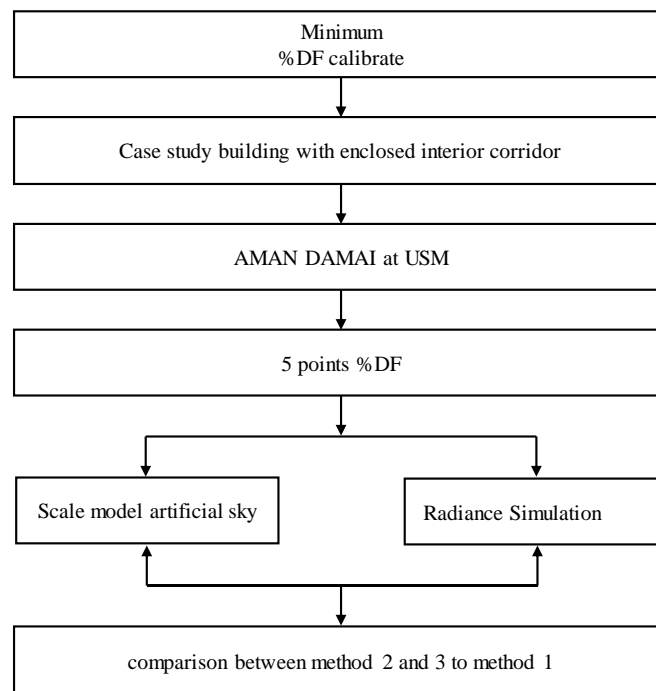 Minimum
%DF calibrate
Case study building with enclosed interior corridor
AMAN DAMAI at USM
5 points %DF
Scale model artificial sky
Radiance Simulation
comparison between method 2 and 3 to method 1